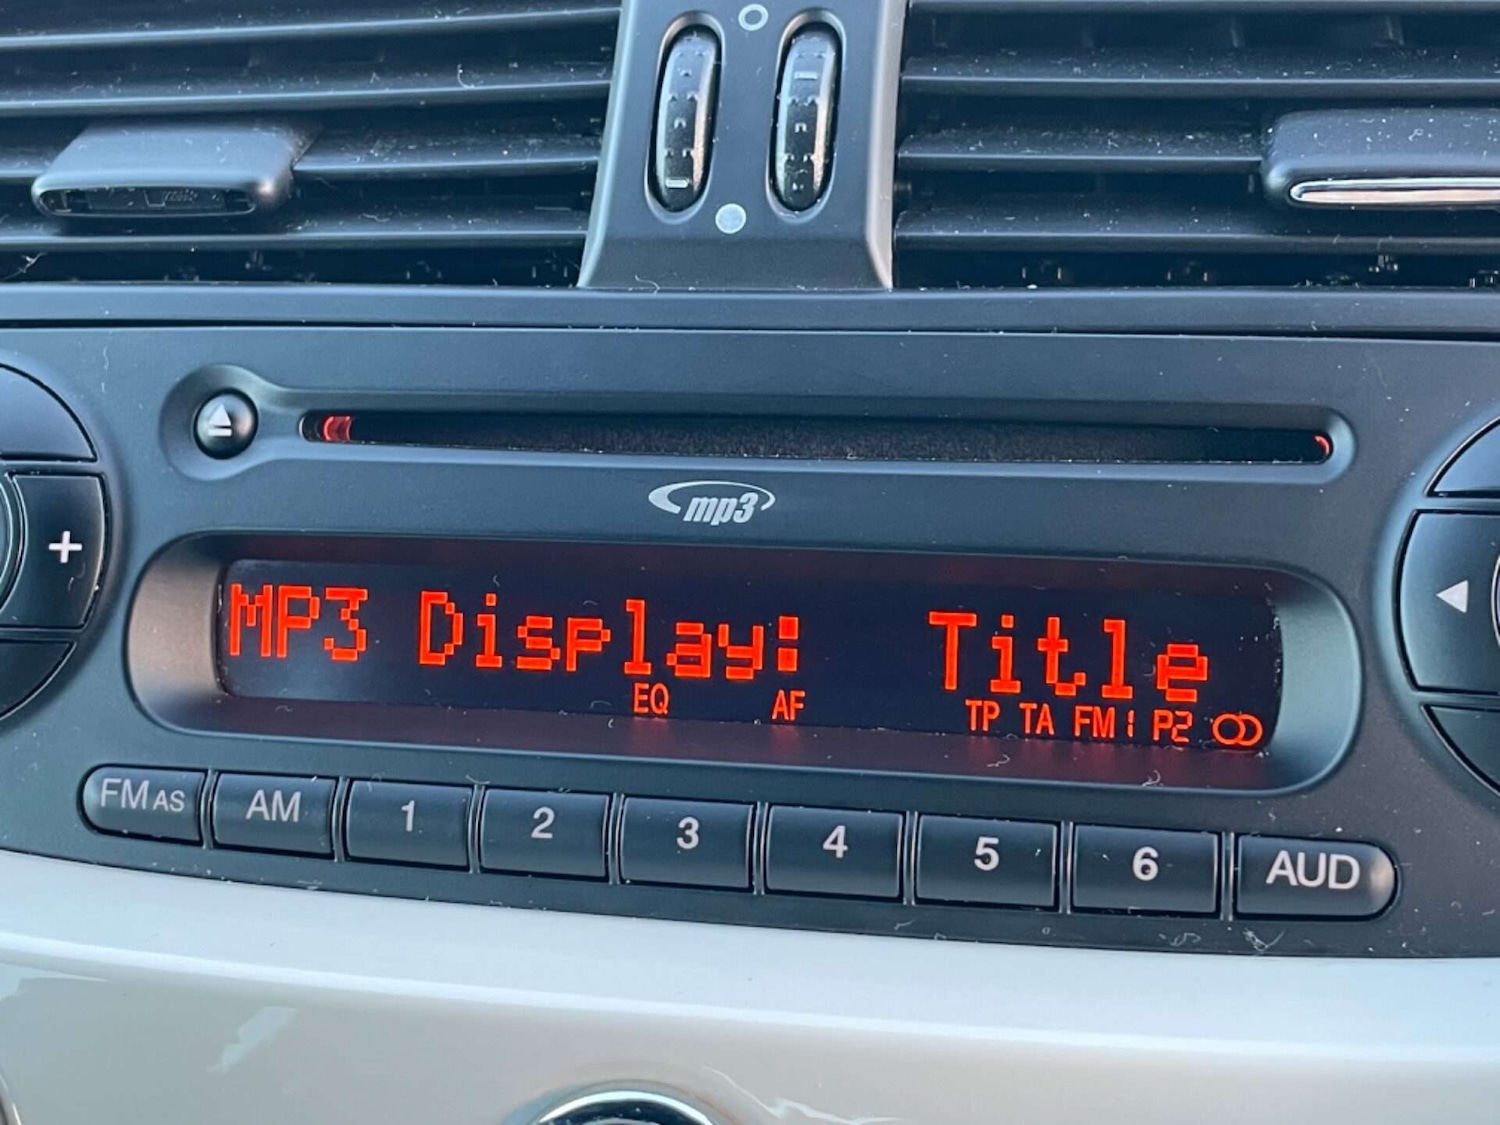 mp3
+
MP3 Display: Title
EQ AF TP TA FM1 P2
FM AS AM 1 2 3 4 5 6 AUD